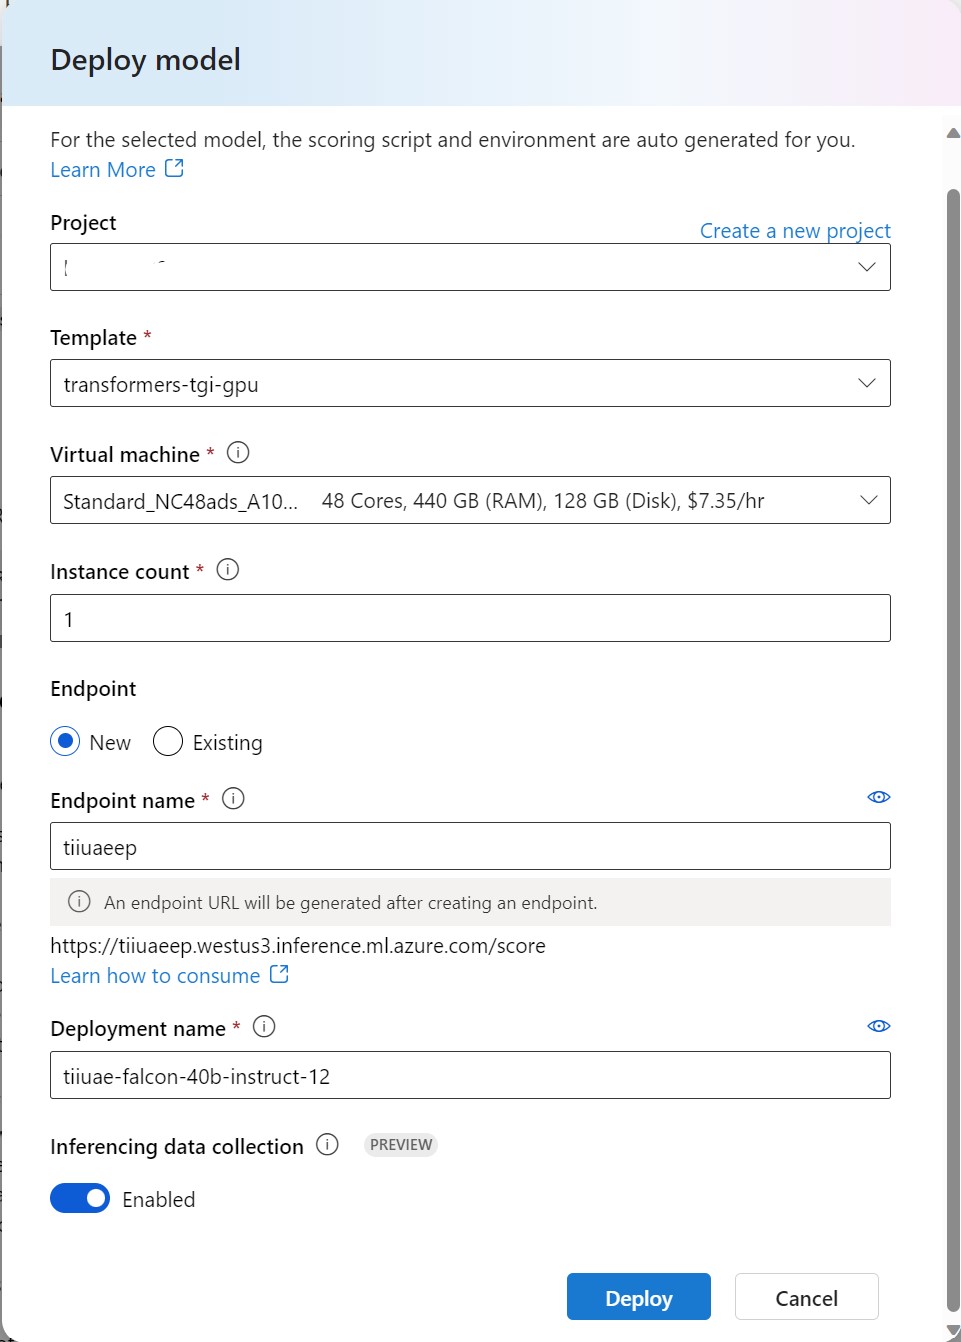 Deploy model
For the selected model, the scoring script and environment are auto generated for you.
Learn More
Project
Create a new project
Template *
transformers-tgi-gpu
Virtual machine *
Standard_NC48ads_A10... 48 Cores, 440 GB (RAM), 128 GB (Disk), $7.35/hr
Instance count *
1
Endpoint
New Existing
Endpoint name *
tiiuaeep
An endpoint URL will be generated after creating an endpoint.
https://tiiuaeep.westus3.inference.ml.azure.com/score
Learn how to consume
Deployment name *
tiiuae-falcon-40b-instruct-12
Inferencing data collection PREVIEW
Enabled
Deploy Cancel